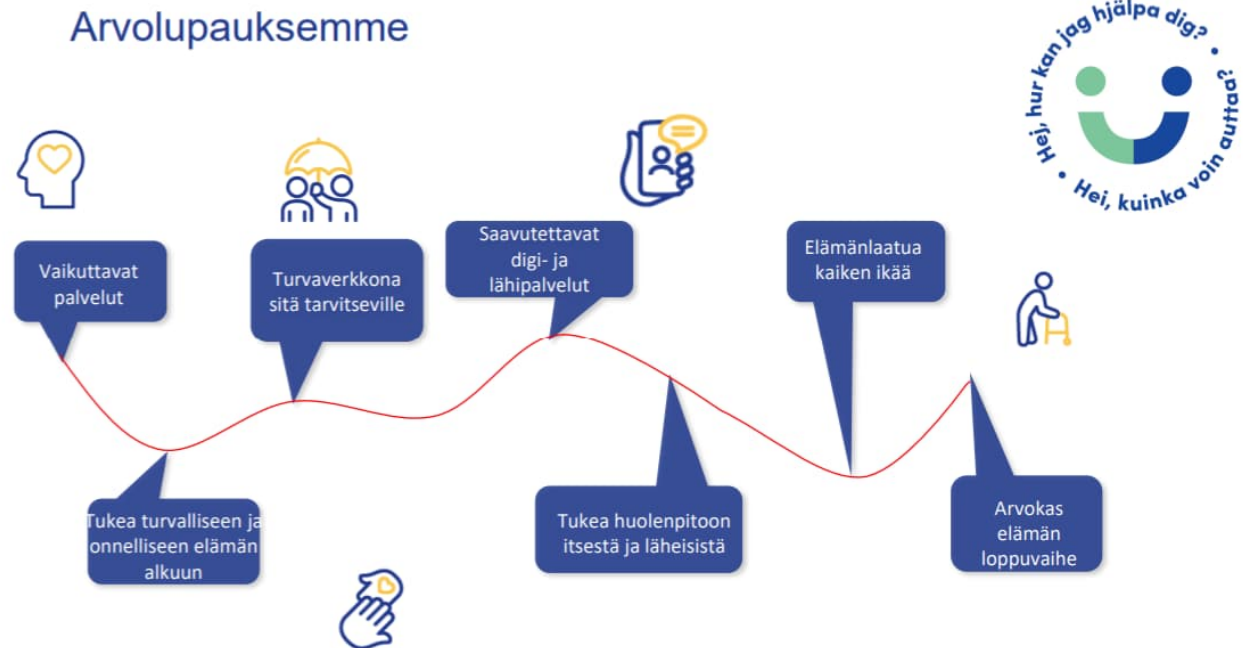 Arvolupauksemme
Hej, hur kan jag hjälpa dig? •
Hei, kuinka voin auttaa? •
Vaikuttavat
palvelut
Tukea turvalliseen ja
onnelliseen elämän
alkuun
Turvaverkkona
sitä tarvitseville
Saavutettavat
digi- ja
lähipalvelut
Tukea huolenpitoon
itsestä ja läheisistä
Elämänlaatua
kaiken ikää
Arvokas
elämän
loppuvaihe